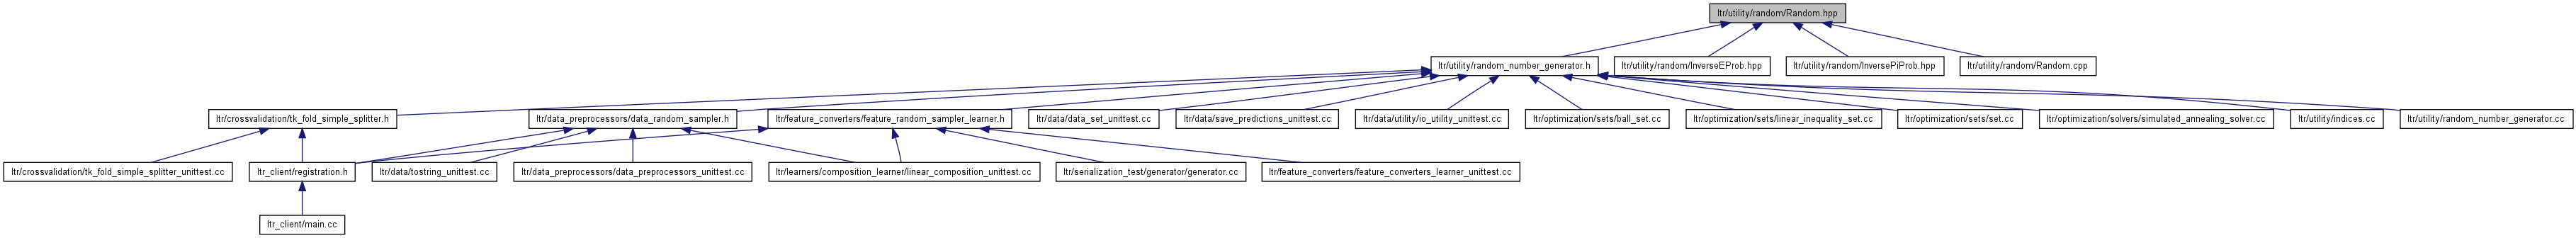 ltr/utility/random/Random.hpp
ltr/utility/random_number_generator.h
ltr/utility/random/InverseEProb.hpp
ltr/utility/random/InversePiProb.hpp
ltr/utility/random/Random.cpp
ltr/crossvalidation/tk_fold_simple_splitter.h
ltr/data_preprocessors/data_random_sampler.h
ltr/feature_converters/feature_random_sampler_learner.h
ltr/data/data_set_unittest.cc
ltr/data/save_predictions_unittest.cc
ltr/data/utility/io_utility_unittest.cc
ltr/optimization/sets/ball_set.cc
ltr/optimization/sets/linear_inequality_set.cc
ltr/optimization/sets/set.cc
ltr/optimization/solvers/simulated_annealing_solver.cc
ltr/utility/indices.cc
ltr/utility/random_number_generator.cc
ltr/crossvalidation/tk_fold_simple_splitter_unittest.cc
ltr_client/registration.h
ltr/data/tostring_unittest.cc
ltr/data_preprocessors/data_preprocessors_unittest.cc
ltr/learners/composition_learner/linear_composition_unittest.cc
ltr/serialization_test/generator/generator.cc
ltr/feature_converters/feature_converters_learner_unittest.cc
ltr_client/main.cc